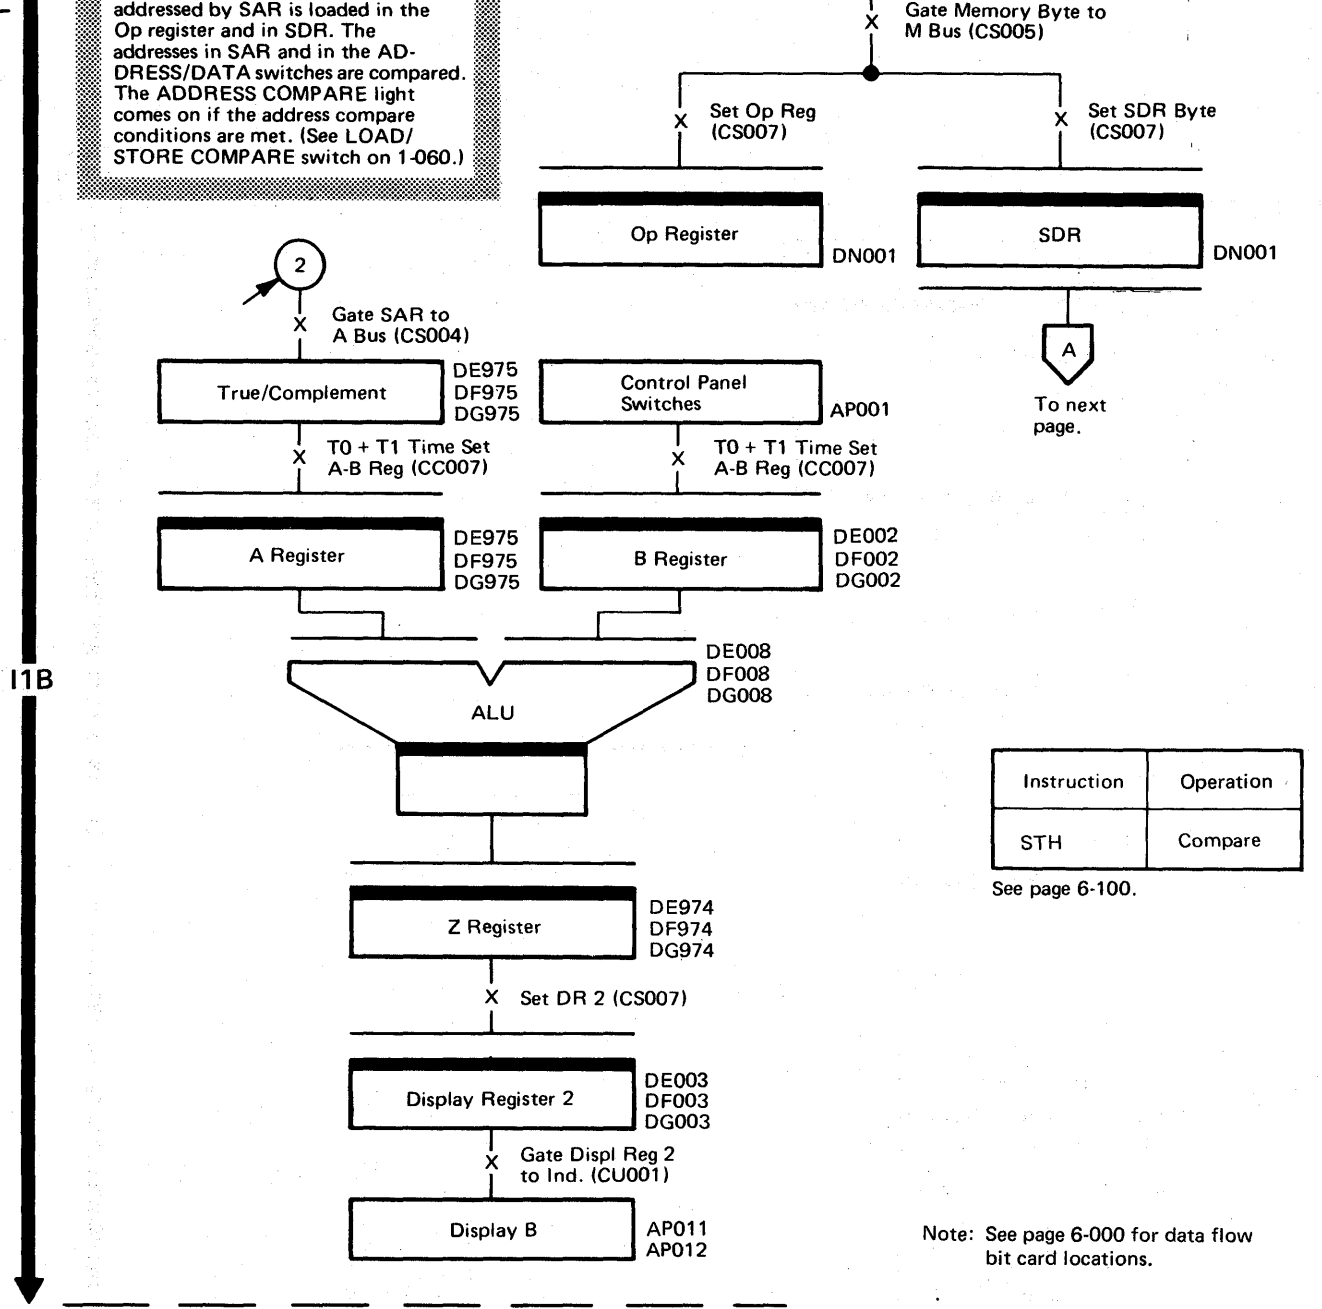 addressed by SAR is loaded in the
Op register and in SDR. The
addresses in SAR and in the AD-
DRESS/DATA switches are compared.
The ADDRESS COMPARE light
comes on if the address compare
conditions are met. (See LOAD/
STORE COMPARE switch on 1-060.)
Gate Memory Byte to
M Bus (CS005)
X
X
Set Op Reg
(CS007)
X
Set SDR Byte
(CS007)
Op Register
DN001
SDR
DN001
A
To next
page.
2
X
Gate SAR to
A Bus (CS004)
True/Complement
DE975
DF975
DG975
Control Panel
Switches
AP001
X
T0 + T1 Time Set
A-B Reg (CC007)
X
T0 + T1 Time Set
A-B Reg (CC007)
A Register
DE975
DF975
DG975
B Register
DE002
DF002
DG002
I1B
ALU
DE008
DF008
DG008
Instruction Operation
STH Compare
See page 6-100.
Z Register
DE974
DF974
DG974
X
Set DR 2 (CS007)
Display Register 2
DE003
DF003
DG003
X
Gate Displ Reg 2
to Ind. (CU001)
Display B
AP011
AP012
Note: See page 6-000 for data flow
bit card locations.